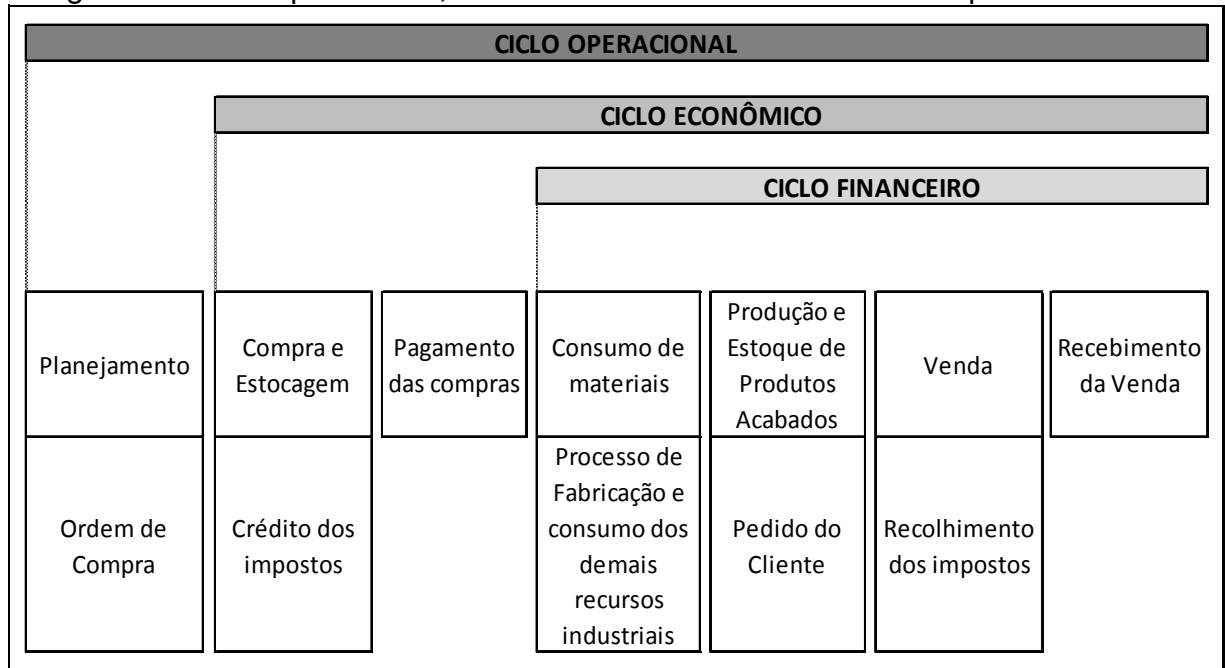 CICLO OPERACIONAL
CICLO ECONÔMICO
CICLO FINANCEIRO
Planejamento
Compra e
Estocagem
Pagamento
das compras
Consumo de
materiais
Produção e
Estoque de
Produtos
Acabados
Venda
Recebimento
da Venda
Ordem de
Compra
Crédito dos
impostos
Processo de
Fabricação e
consumo dos
demais
recursos
industriais
Pedido do
Cliente
Recolhimento
dos impostos